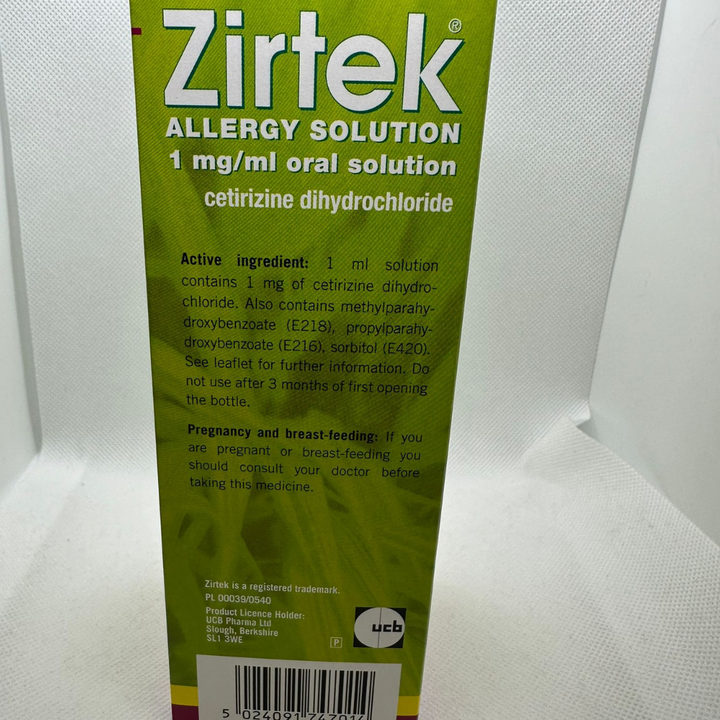 Zirtek®
ALLERGY SOLUTION
1 mg/ml oral solution
cetirizine dihydrochloride
Active ingredient: 1 ml solution
contains 1 mg of cetirizine dihydro-
chloride. Also contains methylparahy-
droxybenzoate (E218), propylparahy-
droxybenzoate (E216), sorbitol (E420).
See leaflet for further information. Do
not use after 3 months of first opening
the bottle.
Pregnancy and breast-feeding: If you
are pregnant or breast-feeding you
should consult your doctor before
taking this medicine.
Zirtek is a registered trademark.
PL 00039/0540
Product Licence Holder:
UCB Pharma Ltd
Slough, Berkshire
SL1 3WE
P
ucb
5 024091 747014